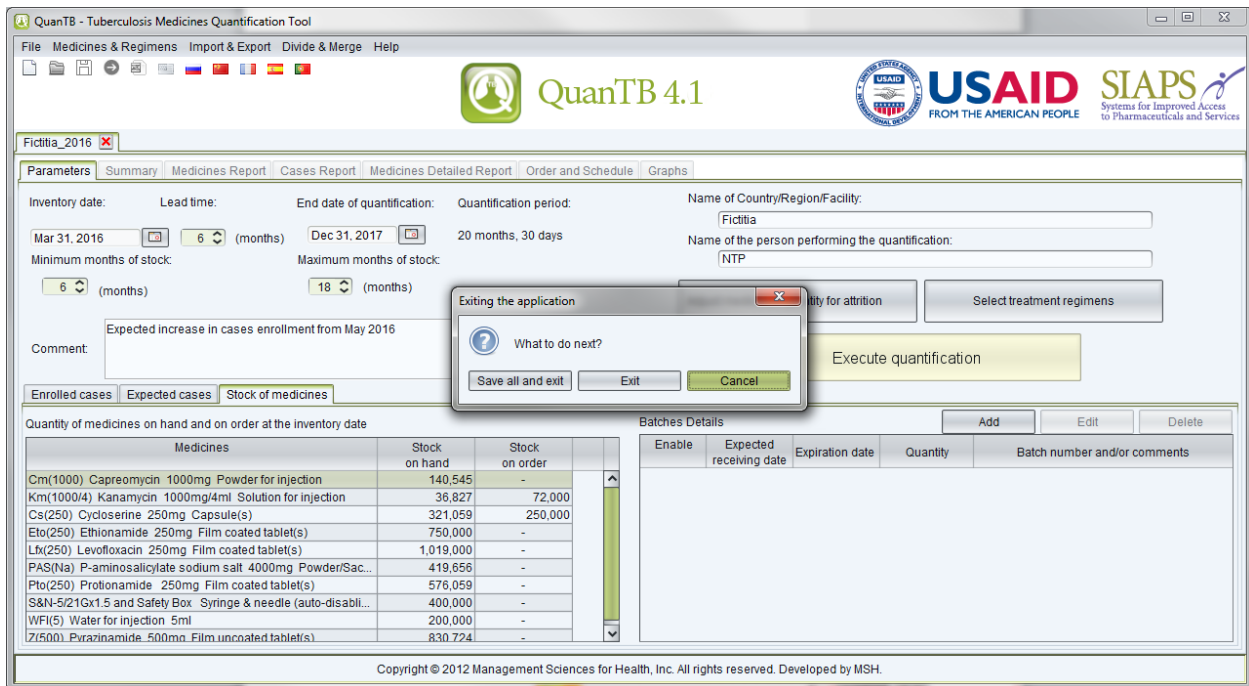 QuanTB - Tuberculosis Medicines Quantification Tool
File Medicines & Regimens Import & Export Divide & Merge Help
QuanTB 4.1
UNITED STATES AGENCY
USAID
INTERNATIONAL DEVELOPMENT
USAID
FROM THE AMERICAN PEOPLE
SIAPS
Systems for Improved Access
to Pharmaceuticals and Services
Fictitia_2016
Parameters Summary Medicines Report Cases Report Medicines Detailed Report Order and Schedule Graphs
Inventory date: Lead time: End date of quantification: Quantification period:
Mar 31, 2016 6 (months) Dec 31, 2017 20 months, 30 days
Minimum months of stock: Maximum months of stock:
6 (months) 18 (months)
Name of Country/Region/Facility:
Fictitia
Name of the person performing the quantification:
NTP
Exiting the application
What to do next?
Save all and exit Exit Cancel
for attrition
Select treatment regimens
Comment: Expected increase in cases enrollment from May 2016
Execute quantification
Enrolled cases Expected cases Stock of medicines
Quantity of medicines on hand and on order at the inventory date
Medicines Stock on hand Stock on order
Cm(1000) Capreomycin 1000mg Powder for injection 140,545 -
Km(1000/4) Kanamycin 1000mg/4ml Solution for injection 36,827 72,000
Cs(250) Cycloserine 250mg Capsule(s) 321,059 250,000
Eto(250) Ethionamide 250mg Film coated tablet(s) 750,000 -
Lfx(250) Levofloxacin 250mg Film coated tablet(s) 1,019,000 -
PAS(Na) P-aminosalicylate sodium salt 4000mg Powder/Sac... 419,656 -
Pto(250) Protionamide 250mg Film coated tablet(s) 576,059 -
S&N-5/21Gx1.5 and Safety Box Syringe & needle (auto-disabli... 400,000 -
WFI(5) Water for injection 5ml 200,000 -
Z(500) Pyrazinamide 500mg Film uncoated tablet(s) 830,724 -
Batches Details
Add Edit Delete
Enable Expected receiving date Expiration date Quantity Batch number and/or comments
Copyright © 2012 Management Sciences for Health, Inc. All rights reserved. Developed by MSH.